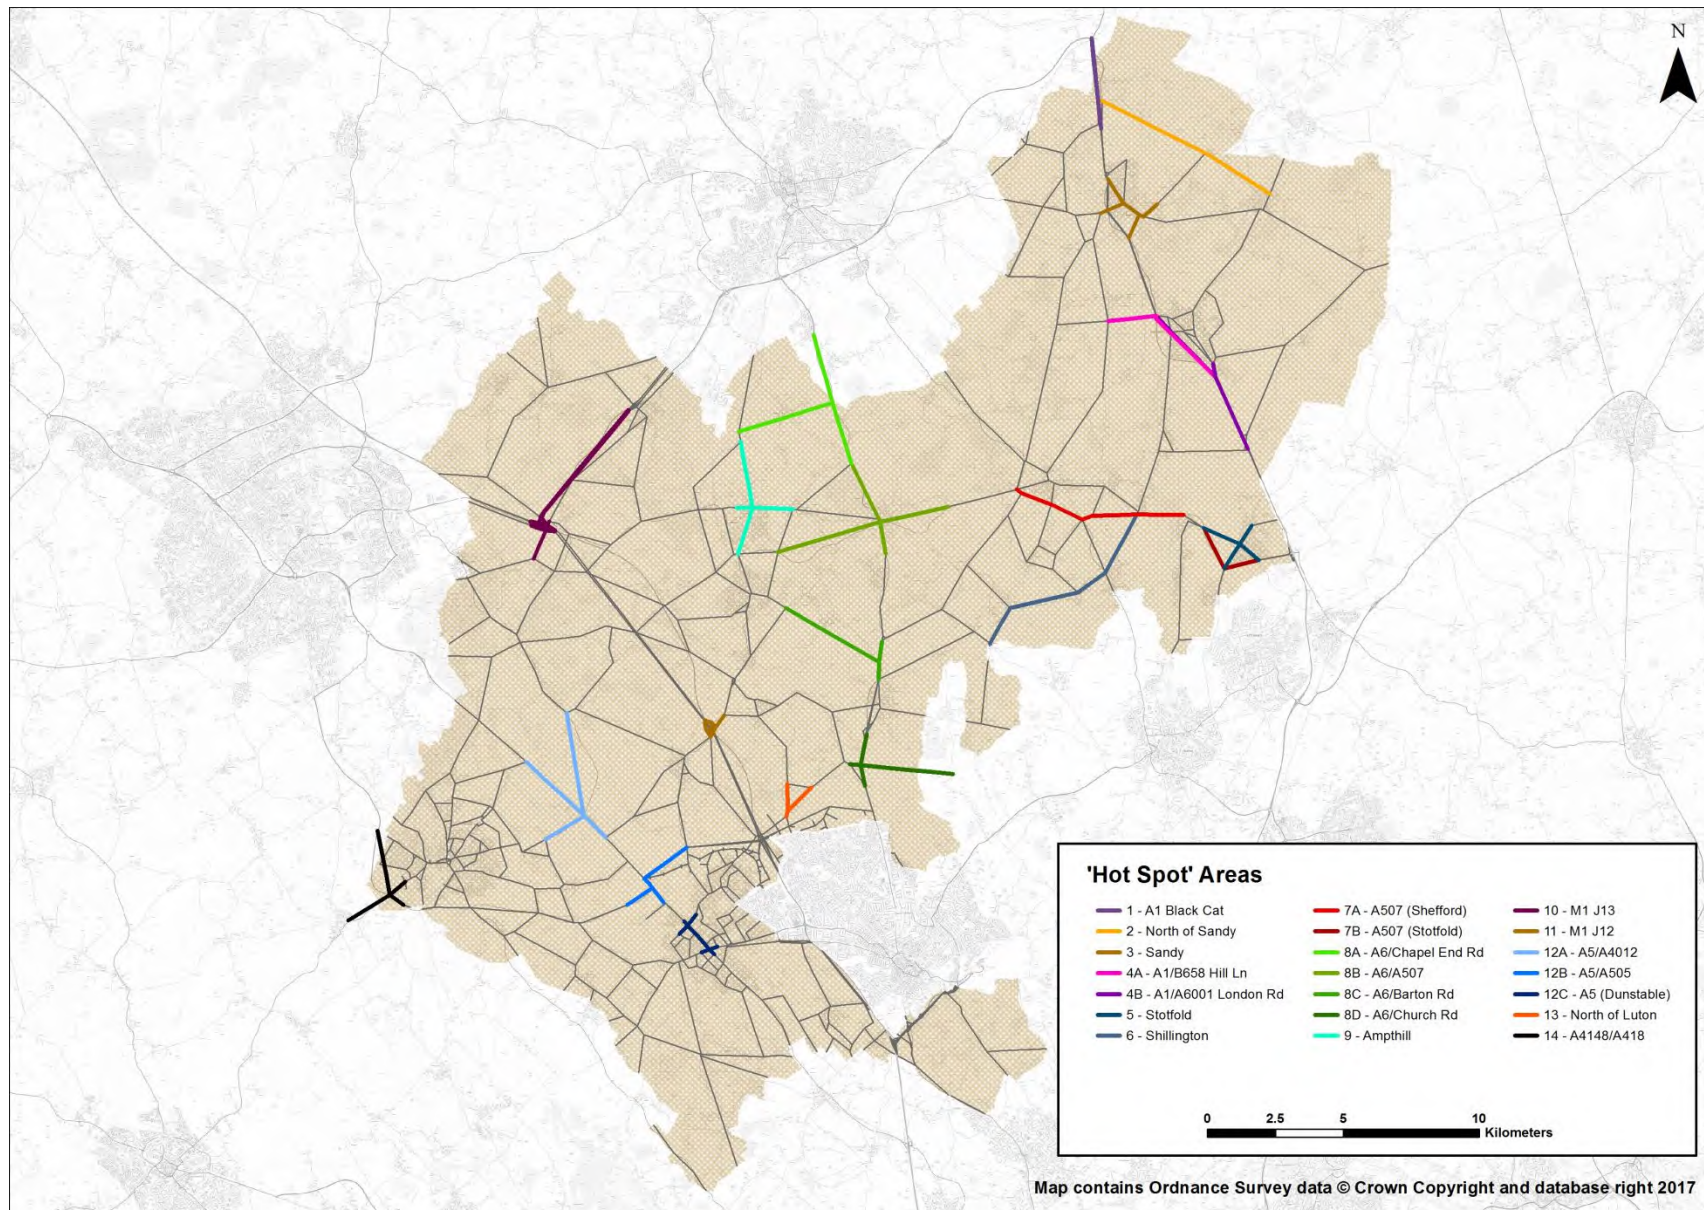 N
'Hot Spot' Areas
1 - A1 Black Cat
2 - North of Sandy
3 - Sandy
4A - A1/B658 Hill Ln
4B - A1/A6001 London Rd
5 - Stotfold
6 - Shillington
7A - A507 (Shefford)
7B - A507 (Stotfold)
8A - A6/Chapel End Rd
8B - A6/A507
8C - A6/Barton Rd
8D - A6/Church Rd
9 - Ampthill
10 - M1 J13
11 - M1 J12
12A - A5/A4012
12B - A5/A505
12C - A5 (Dunstable)
13 - North of Luton
14 - A4148/A418
0 2.5 5 10
Kilometers
Map contains Ordnance Survey data © Crown Copyright and database right 2017